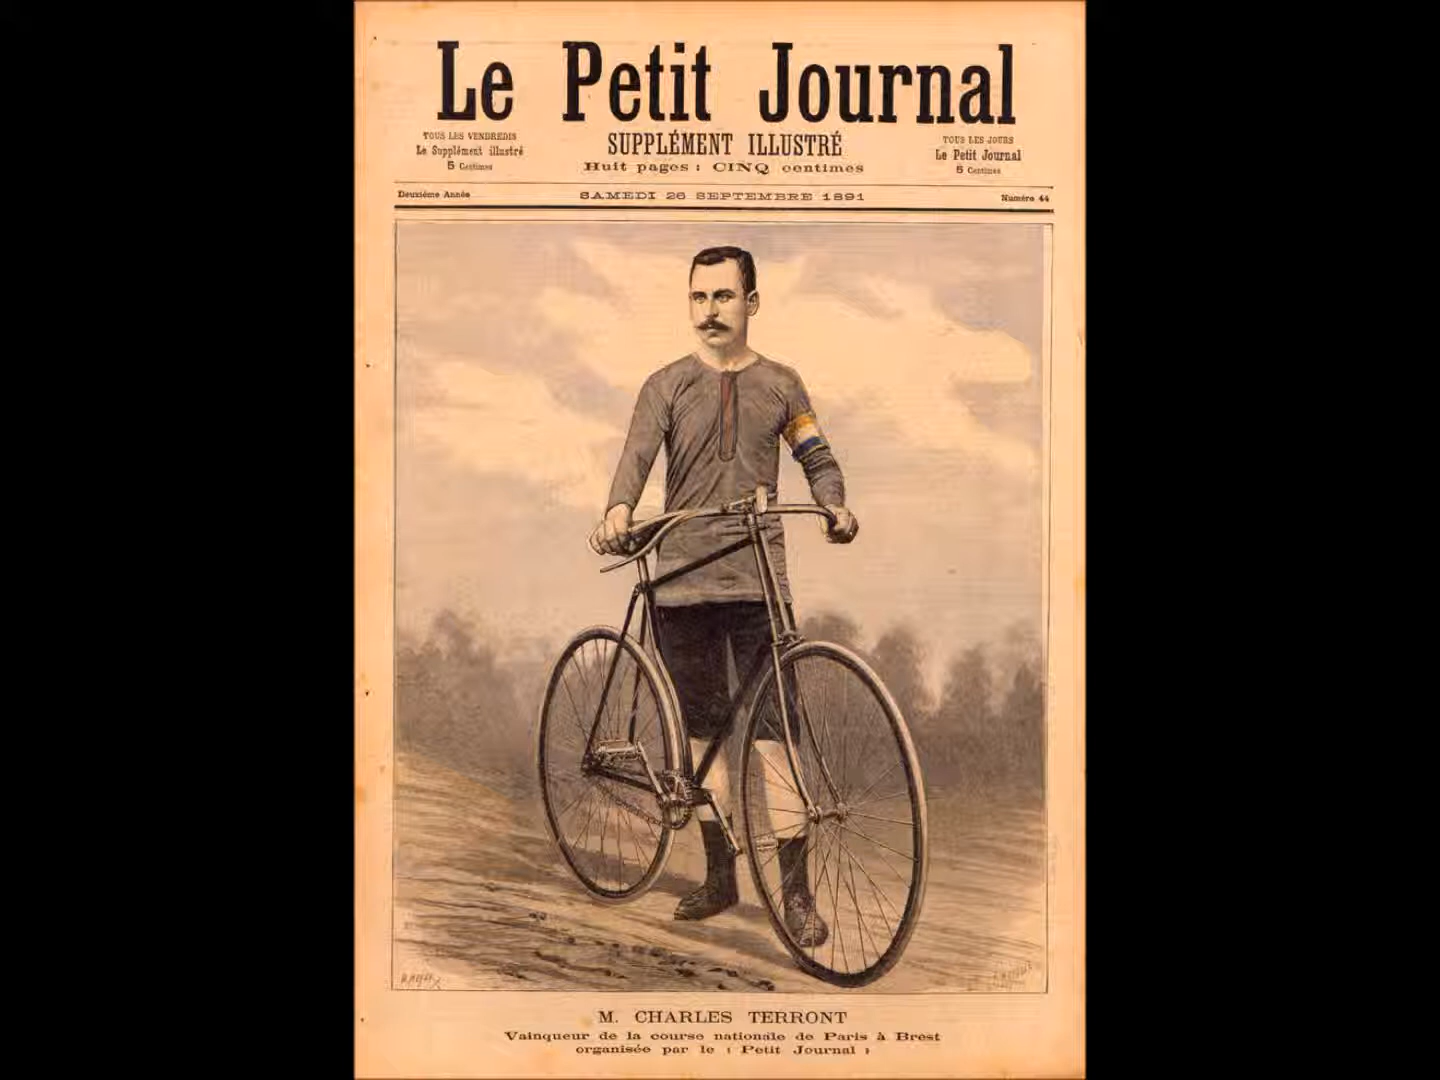 Le Petit Journal
TOUS LES VENDREDIS
Le Supplément illustré
5 Centimes
SUPPLÉMENT ILLUSTRÉ
Huit pages : CINQ centimes
TOUS LES JOURS
Le Petit Journal
5 Centimes
Deuxième Année
SAMEDI 26 SEPTEMBRE 1891
Numéro 44
M. CHARLES TERRONT
Vainqueur de la course nationale de Paris à Brest
organisée par le « Petit Journal »